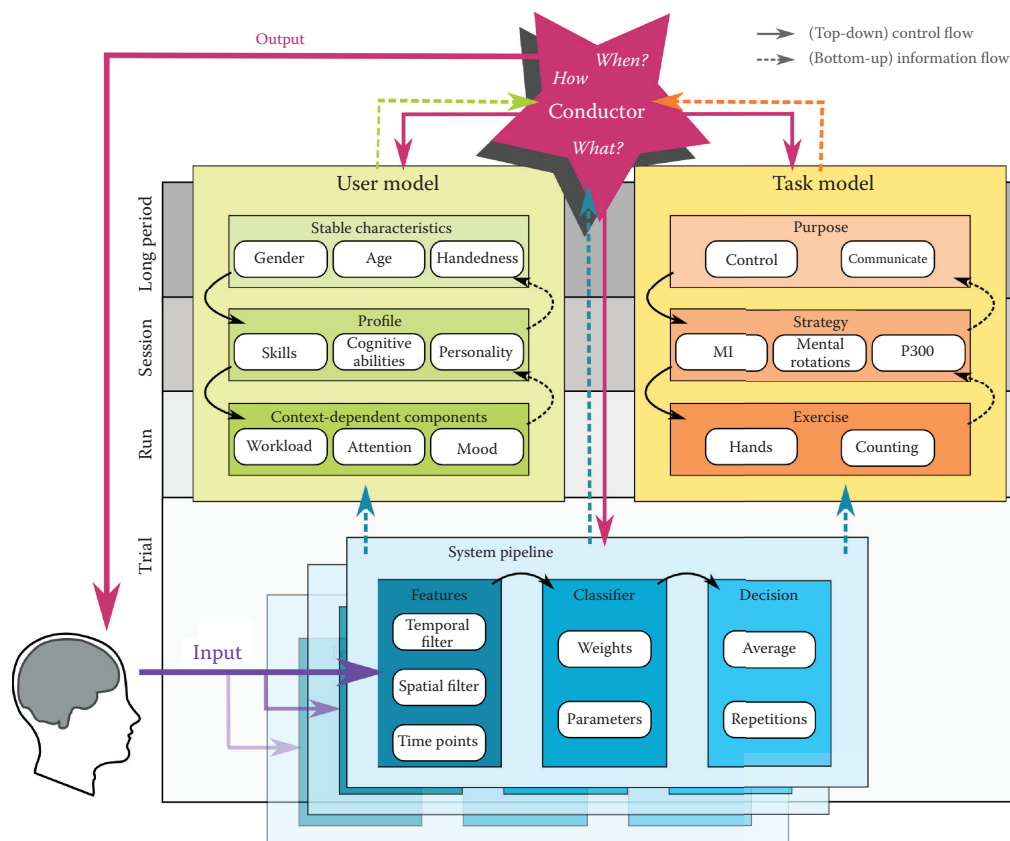 Output
(Top-down) control flow
(Bottom-up) information flow
When?
How
Conductor
What?
User model
Task model
Long period
Stable characteristics
Gender
Age
Handedness
Purpose
Control
Communicate
Session
Profile
Skills
Cognitive
abilities
Personality
Strategy
MI
Mental
rotations
P300
Run
Context-dependent components
Workload
Attention
Mood
Exercise
Hands
Counting
Trial
System pipeline
Features
Temporal
filter
Spatial filter
Time points
Classifier
Weights
Parameters
Decision
Average
Repetitions
Input